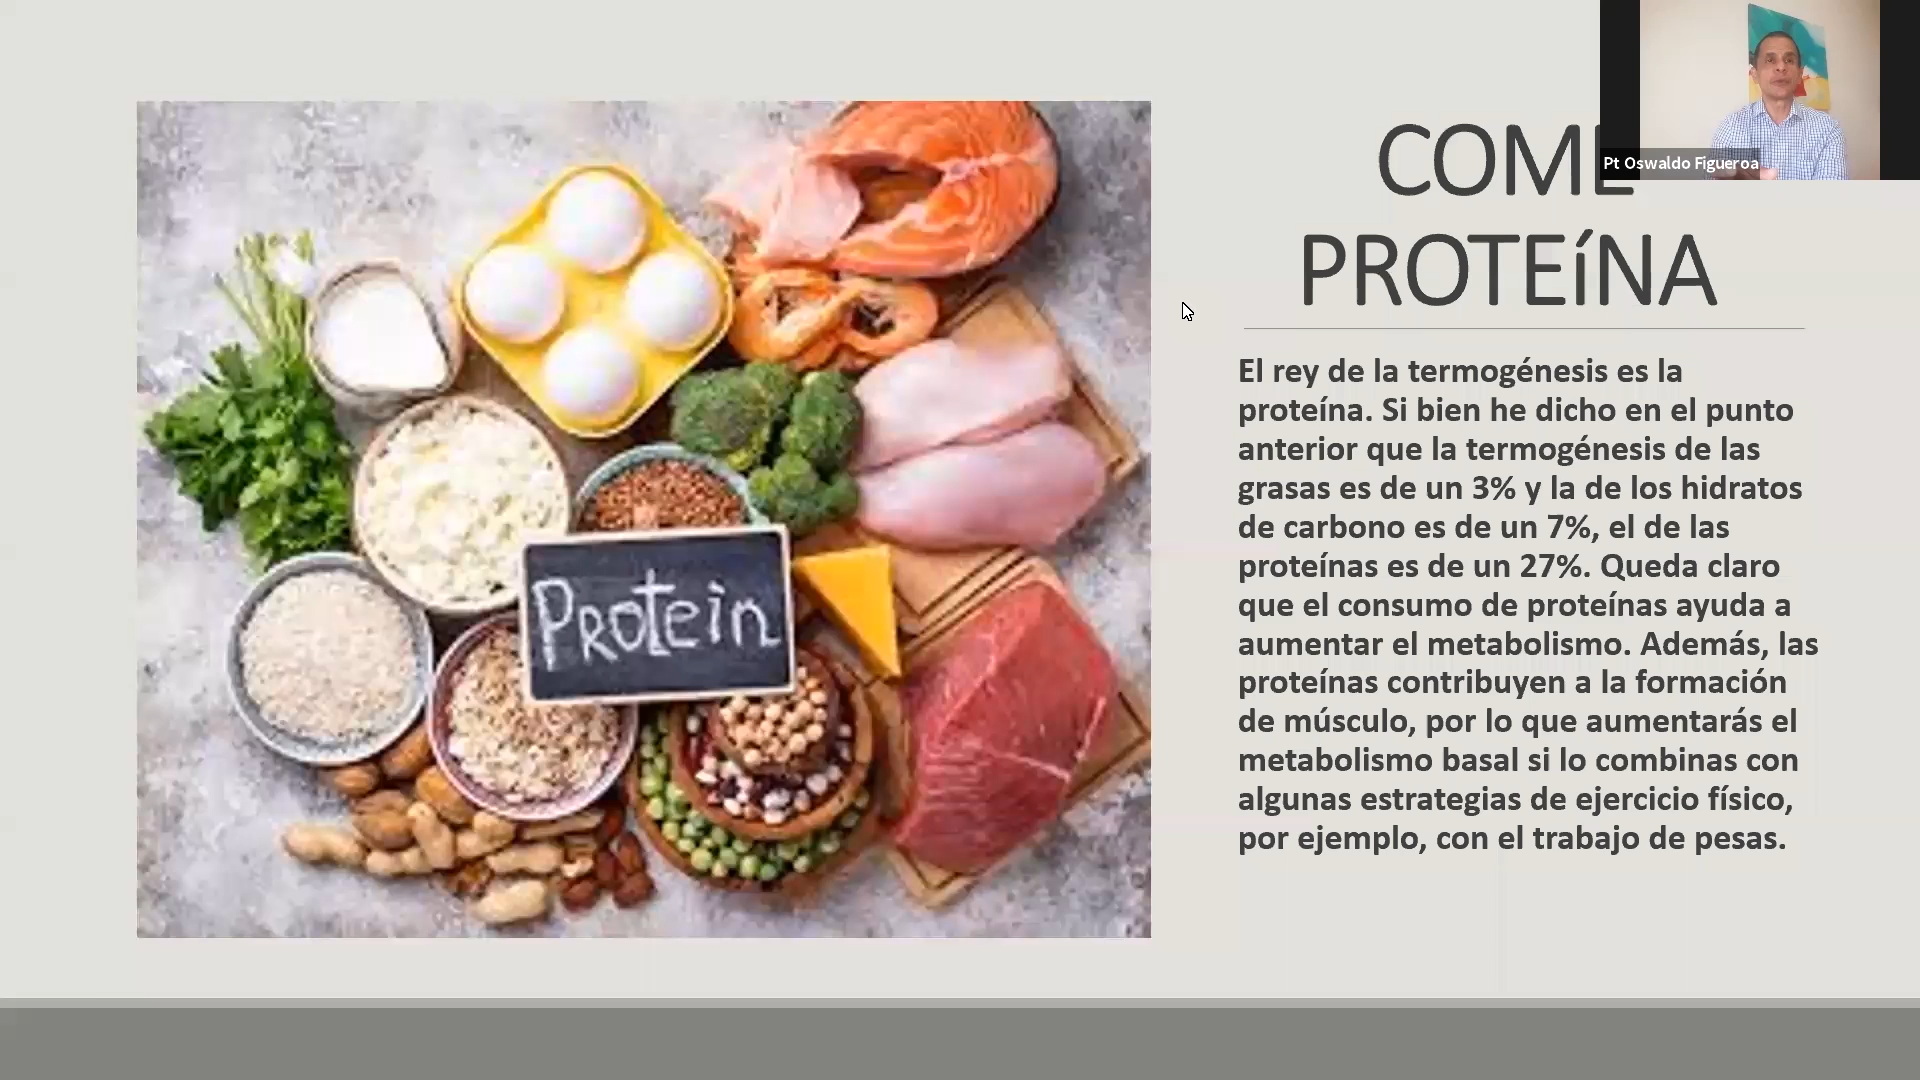 COME
PROTEíNA
Pt Oswaldo Figueroa
El rey de la termogénesis es la
proteína. Si bien he dicho en el punto
anterior que la termogénesis de las
grasas es de un 3% y la de los hidratos
de carbono es de un 7%, el de las
proteínas es de un 27%. Queda claro
que el consumo de proteínas ayuda a
aumentar el metabolismo. Además, las
proteínas contribuyen a la formación
de músculo, por lo que aumentarás el
metabolismo basal si lo combinas con
algunas estrategias de ejercicio físico,
por ejemplo, con el trabajo de pesas.
Protein